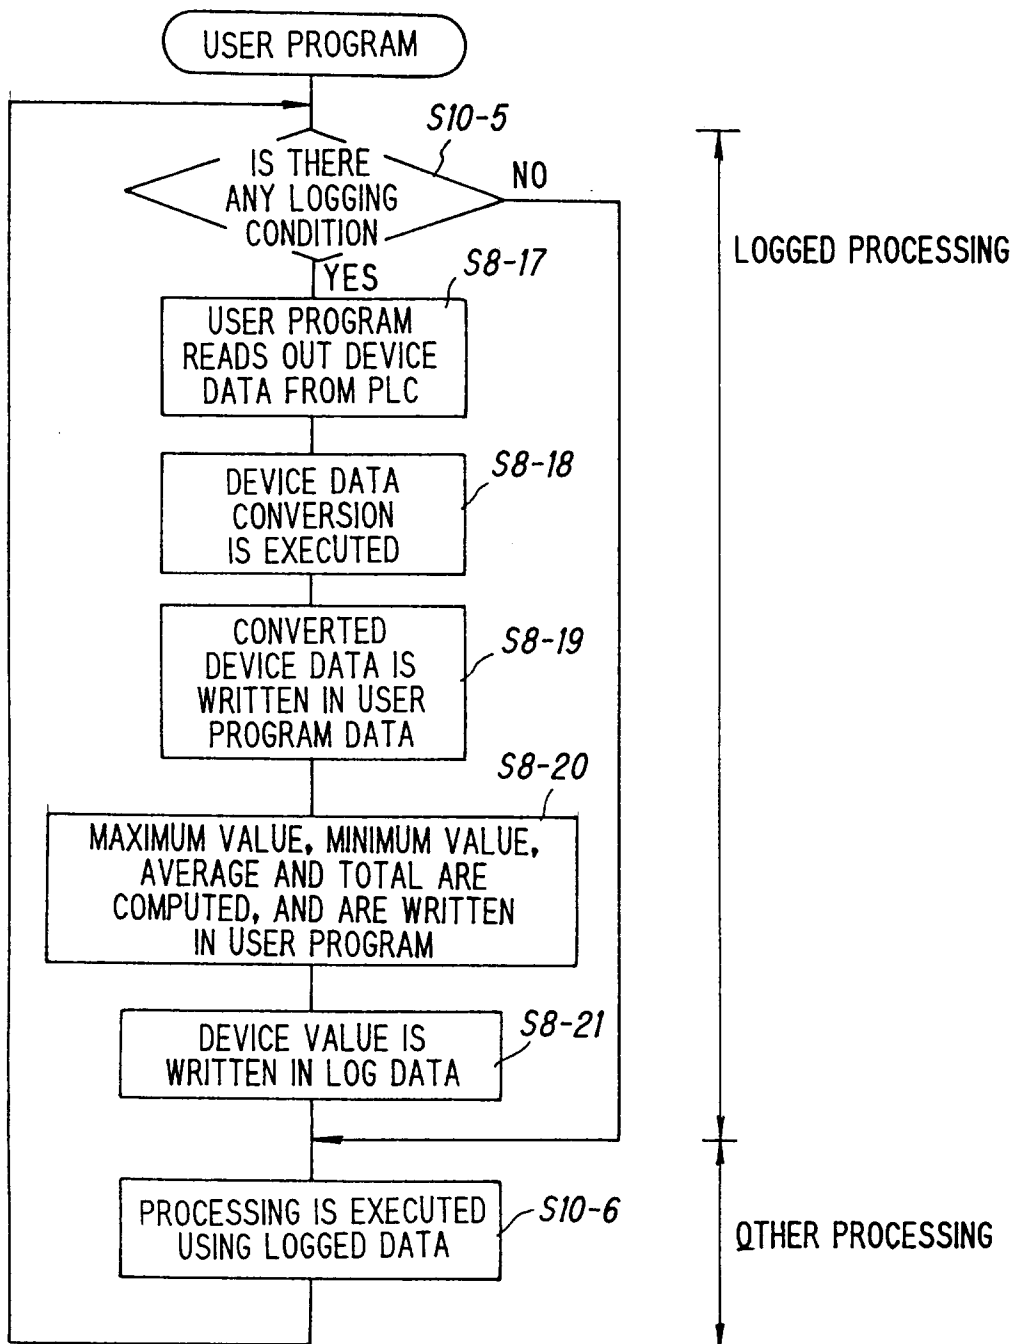 USER PROGRAM
S10-5
IS THERE
ANY LOGGING
CONDITION
NO
LOGGED PROCESSING
YES
S8-17
USER PROGRAM
READS OUT DEVICE
DATA FROM PLC
S8-18
DEVICE DATA
CONVERSION
IS EXECUTED
S8-19
CONVERTED
DEVICE DATA IS
WRITTEN IN USER
PROGRAM DATA
S8-20
MAXIMUM VALUE, MINIMUM VALUE,
AVERAGE AND TOTAL ARE
COMPUTED, AND ARE WRITTEN
IN USER PROGRAM
S8-21
DEVICE VALUE IS
WRITTEN IN LOG DATA
S10-6
PROCESSING IS EXECUTED
USING LOGGED DATA
OTHER PROCESSING